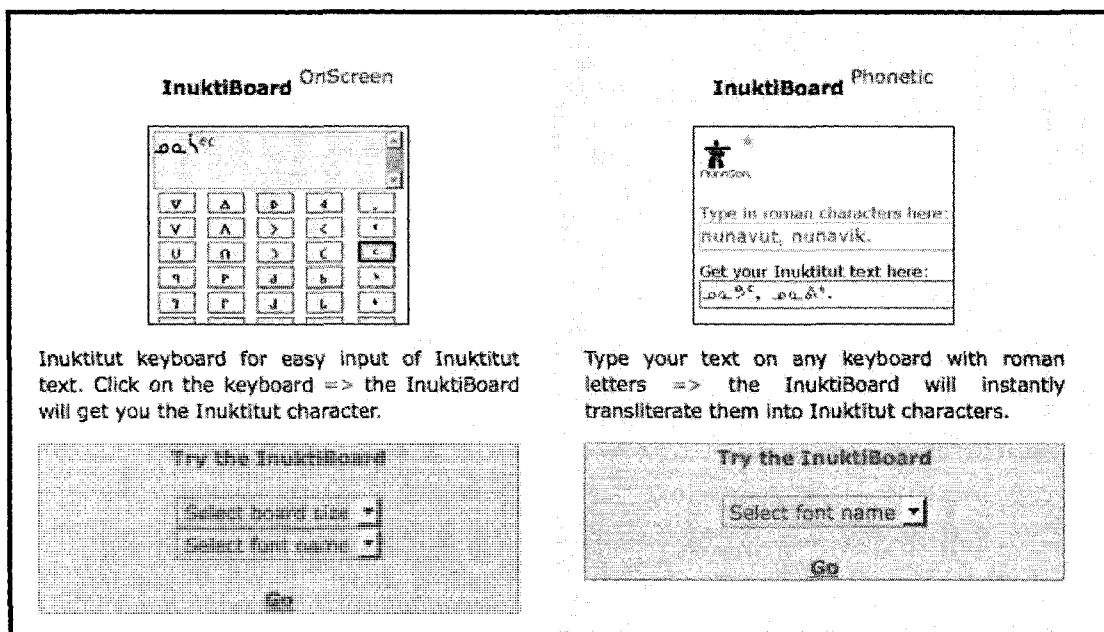 InuktiBoard OnScreen
ᐁ ᐃ ᐅ ᐊ
ᐯ ᐱ ᐳ ᐸ
ᑌ ᑎ ᑐ ᑕ ᑦ
ᑫ ᑭ ᑯ ᑲ
ᒉ ᒋ ᒍ ᒐ
Inuktitut keyboard for easy input of Inuktitut
text. Click on the keyboard => the InuktiBoard
will get you the Inuktitut character.
Try the InuktiBoard
Select board size
Select font name
Go
InuktiBoard Phonetic
Type in roman characters here:
nunavut, nunavik.
Get your Inuktitut text here:
ᓄᓇᕗᑦ, ᓄᓇᕕᒃ.
Type your text on any keyboard with roman
letters => the InuktiBoard will instantly
transliterate them into Inuktitut characters.
Try the InuktiBoard
Select font name
Go